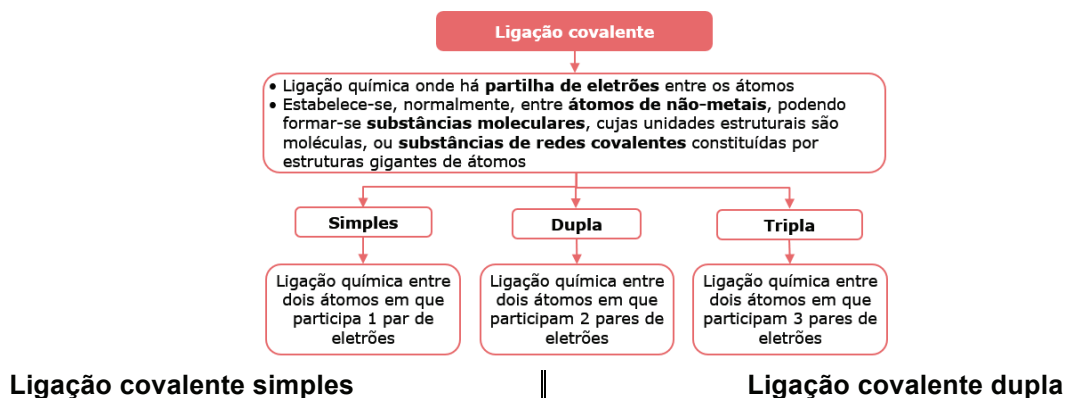 Ligação covalente
• Ligação química onde há partilha de eletrões entre os átomos
• Estabelece-se, normalmente, entre átomos de não-metais, podendo
formar-se substâncias moleculares, cujas unidades estruturais são
moléculas, ou substâncias de redes covalentes constituídas por
estruturas gigantes de átomos
Simples
Dupla
Tripla
Ligação química entre
dois átomos em que
participa 1 par de
eletrões
Ligação química entre
dois átomos em que
participam 2 pares de
eletrões
Ligação química entre
dois átomos em que
participam 3 pares de
eletrões
Ligação covalente simples
Ligação covalente dupla